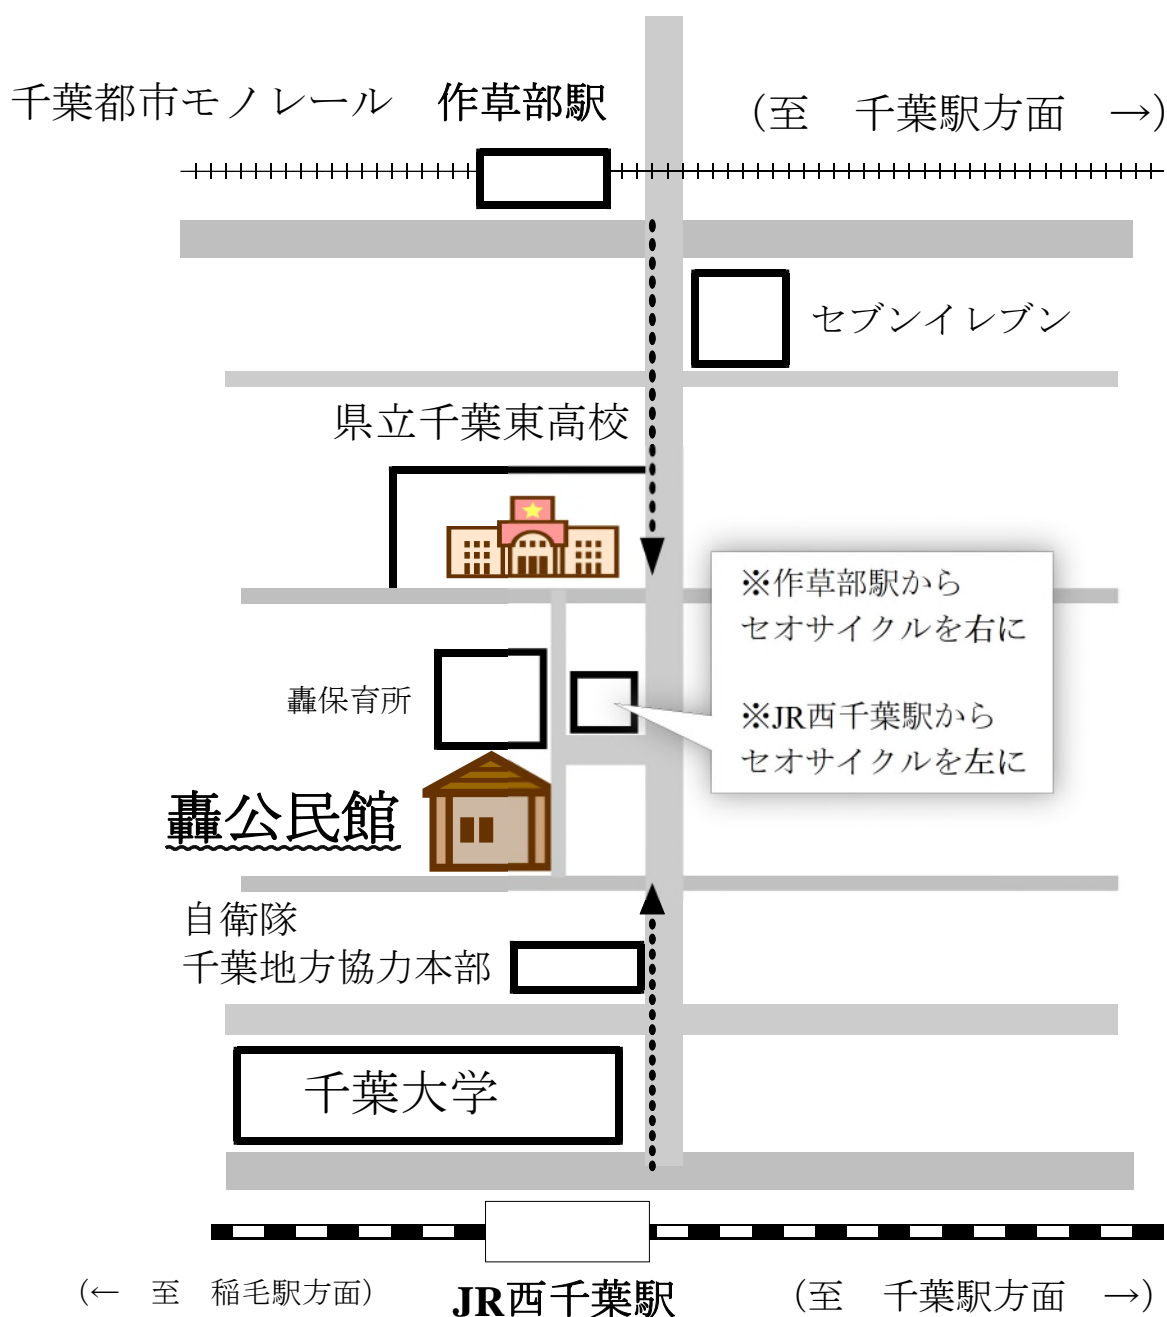 千葉都市モノレール　作草部駅
（至　千葉駅方面　→）
セブンイレブン
県立千葉東高校
※作草部駅から
セオサイクルを右に
※JR西千葉駅から
セオサイクルを左に
轟保育所
轟公民館
自衛隊
千葉地方協力本部
千葉大学
（←　至　稲毛駅方面）
JR西千葉駅
（至　千葉駅方面　→）